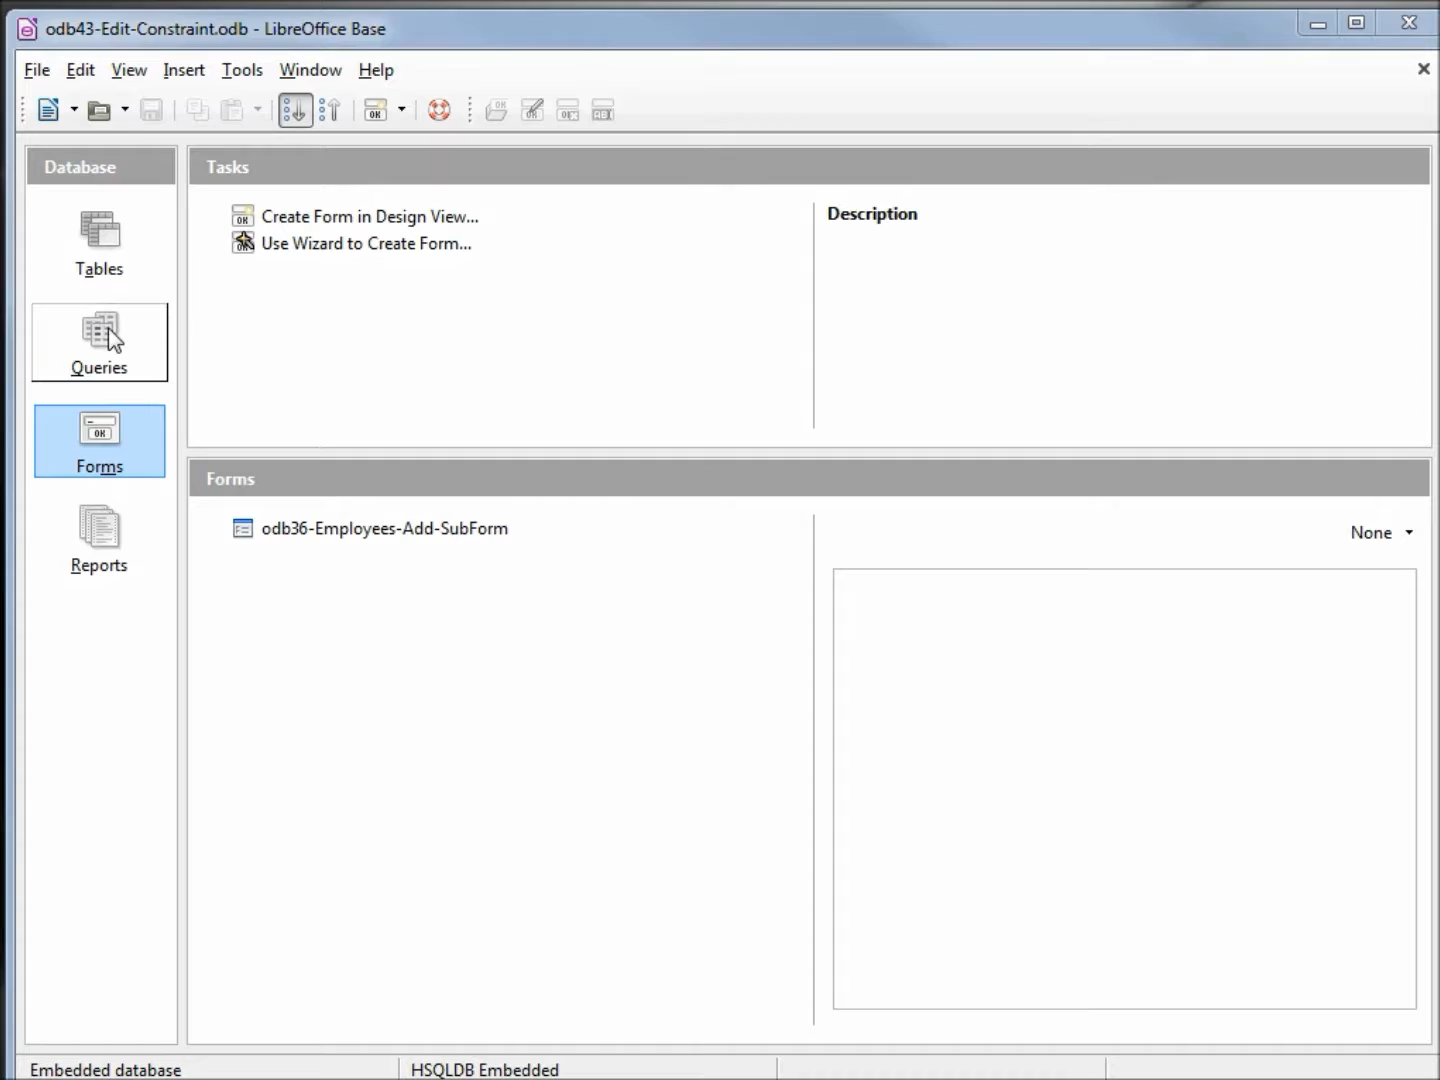 odb43-Edit-Constraint.odb - LibreOffice Base
File Edit View Insert Tools Window Help
Database
Tables
Queries
Forms
Reports
Tasks
Create Form in Design View...
Use Wizard to Create Form...
Description
Forms
odb36-Employees-Add-SubForm
None
Embedded database
HSQLDB Embedded